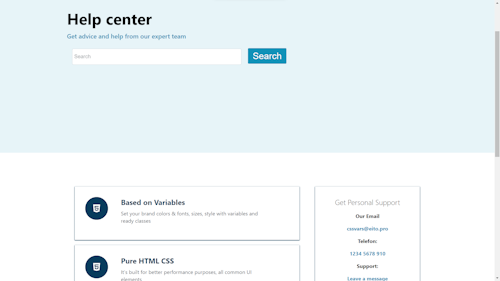 Help center
Get advice and help from our expert team
Search
Search
Based on Variables
Set your brand colors & fonts, sizes, style with variables and
ready classes
Pure HTML CSS
It's built for better performance purposes, all common UI
elements
Get Personal Support
Our Email
cssvars@elto.pro
Telefon:
1234 5678 910
Support:
Leave a message